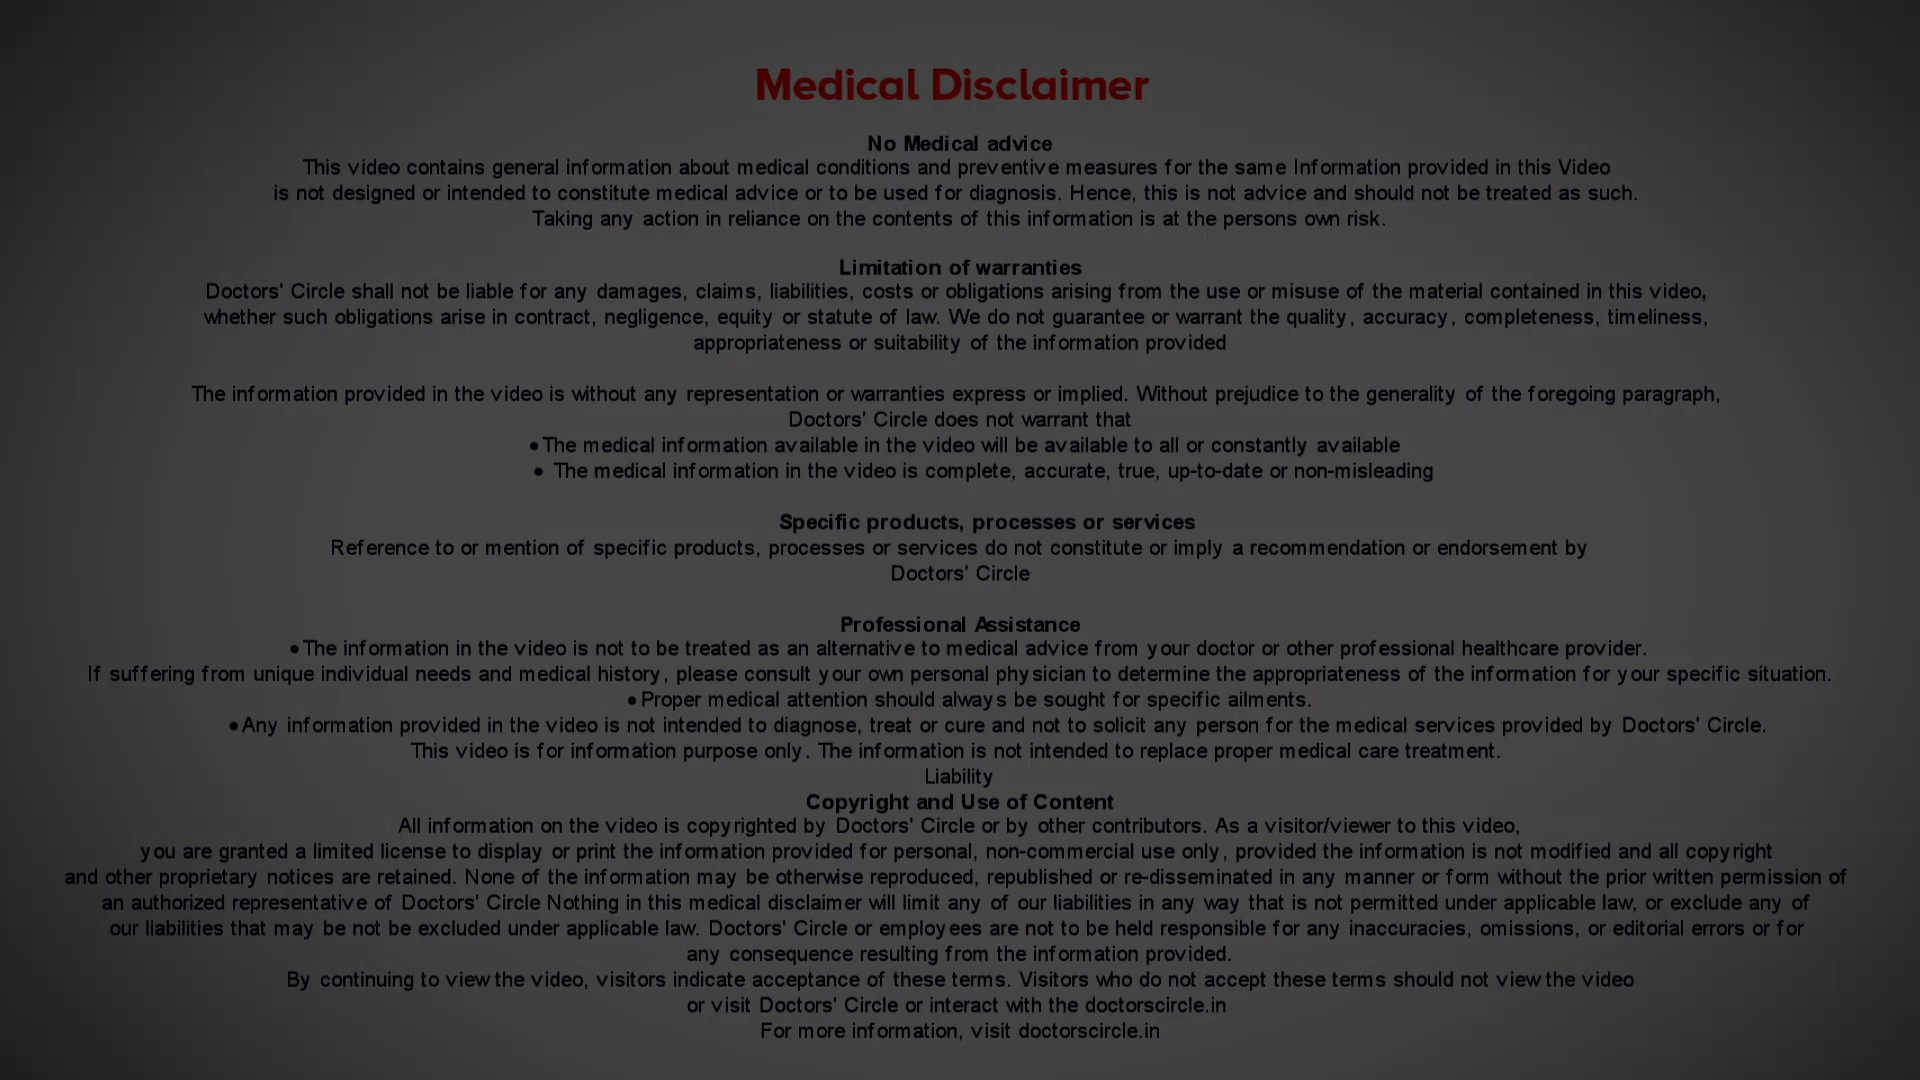 Medical Disclaimer
No Medical advice
This video contains general information about medical conditions and preventive measures for the same Information provided in this Video
is not designed or intended to constitute medical advice or to be used for diagnosis. Hence, this is not advice and should not be treated as such.
Taking any action in reliance on the contents of this information is at the persons own risk.
Limitation of warranties
Doctors' Circle shall not be liable for any damages, claims, liabilities, costs or obligations arising from the use or misuse of the material contained in this video,
whether such obligations arise in contract, negligence, equity or statute of law. We do not guarantee or warrant the quality, accuracy, completeness, timeliness,
appropriateness or suitability of the information provided
The information provided in the video is without any representation or warranties express or implied. Without prejudice to the generality of the foregoing paragraph,
Doctors' Circle does not warrant that
•The medical information available in the video will be available to all or constantly available
• The medical information in the video is complete, accurate, true, up-to-date or non-misleading
Specific products, processes or services
Reference to or mention of specific products, processes or services do not constitute or imply a recommendation or endorsement by
Doctors' Circle
Professional Assistance
•The information in the video is not to be treated as an alternative to medical advice from your doctor or other professional healthcare provider.
If suffering from unique individual needs and medical history, please consult your own personal physician to determine the appropriateness of the information for your specific situation.
•Proper medical attention should always be sought for specific ailments.
•Any information provided in the video is not intended to diagnose, treat or cure and not to solicit any person for the medical services provided by Doctors' Circle.
This video is for information purpose only. The information is not intended to replace proper medical care treatment.
Liability
Copyright and Use of Content
All information on the video is copyrighted by Doctors' Circle or by other contributors. As a visitor/viewer to this video,
you are granted a limited license to display or print the information provided for personal, non-commercial use only, provided the information is not modified and all copyright
and other proprietary notices are retained. None of the information may be otherwise reproduced, republished or re-disseminated in any manner or form without the prior written permission of
an authorized representative of Doctors' Circle Nothing in this medical disclaimer will limit any of our liabilities in any way that is not permitted under applicable law, or exclude any of
our liabilities that may be not be excluded under applicable law. Doctors' Circle or employees are not to be held responsible for any inaccuracies, omissions, or editorial errors or for
any consequence resulting from the information provided.
By continuing to view the video, visitors indicate acceptance of these terms. Visitors who do not accept these terms should not view the video
or visit Doctors' Circle or interact with the doctorscircle.in
For more information, visit doctorscircle.in